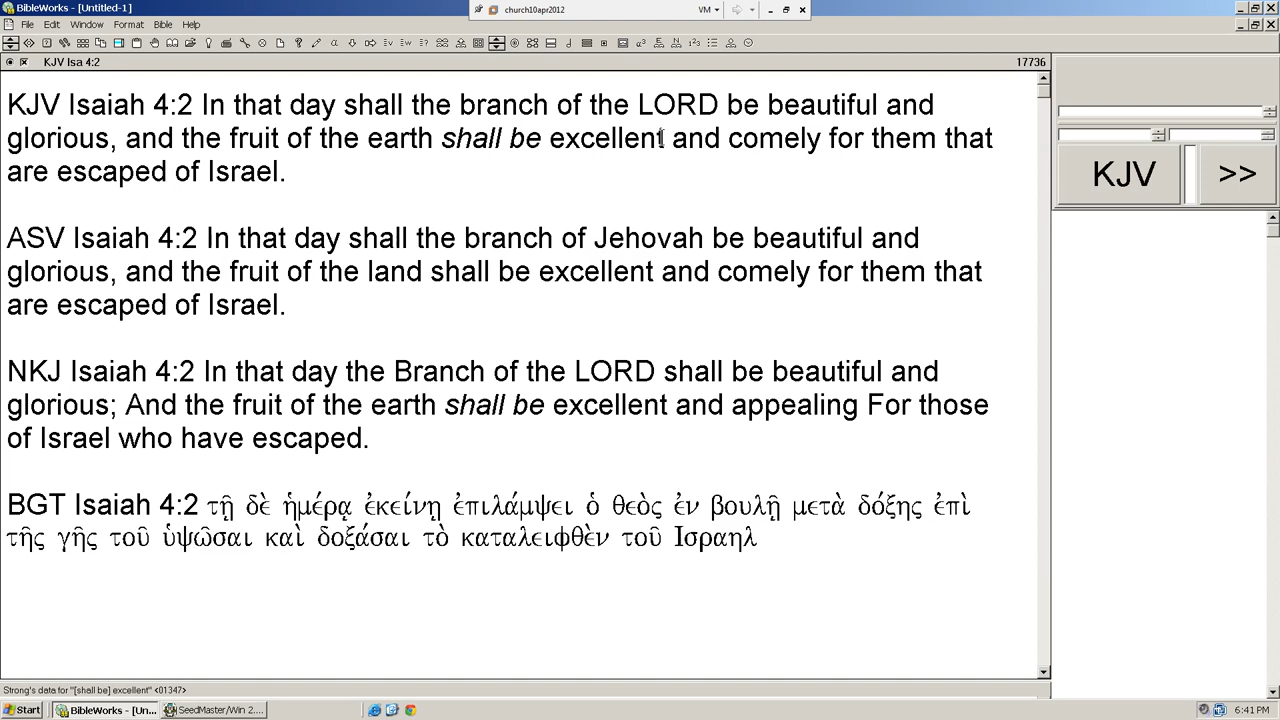 BibleWorks - [Untitled-1]
church10apr2012
VM
File Edit Window Format Bible Help
KJV Isa 4:2
17736
KJV Isaiah 4:2 In that day shall the branch of the LORD be beautiful and
glorious, and the fruit of the earth shall be excellent and comely for them that
are escaped of Israel.
ASV Isaiah 4:2 In that day shall the branch of Jehovah be beautiful and
glorious, and the fruit of the land shall be excellent and comely for them that
are escaped of Israel.
NKJ Isaiah 4:2 In that day the Branch of the LORD shall be beautiful and
glorious; And the fruit of the earth shall be excellent and appealing For those
of Israel who have escaped.
BGT Isaiah 4:2 τῇ δὲ ἡμέρᾳ ἐκείνῃ ἐπιλάμψει ὁ θεὸς ἐν βουλῇ μετὰ δόξης ἐπὶ
τῆς γῆς τοῦ ὑψῶσαι καὶ δοξάσαι τὸ καταλειφθὲν τοῦ Ισραηλ
KJV
>>
Strong's data for "[shall be] excellent" <01347>
Start
BibleWorks - [Un...
SeedMaster/Win 2....
6:41 PM